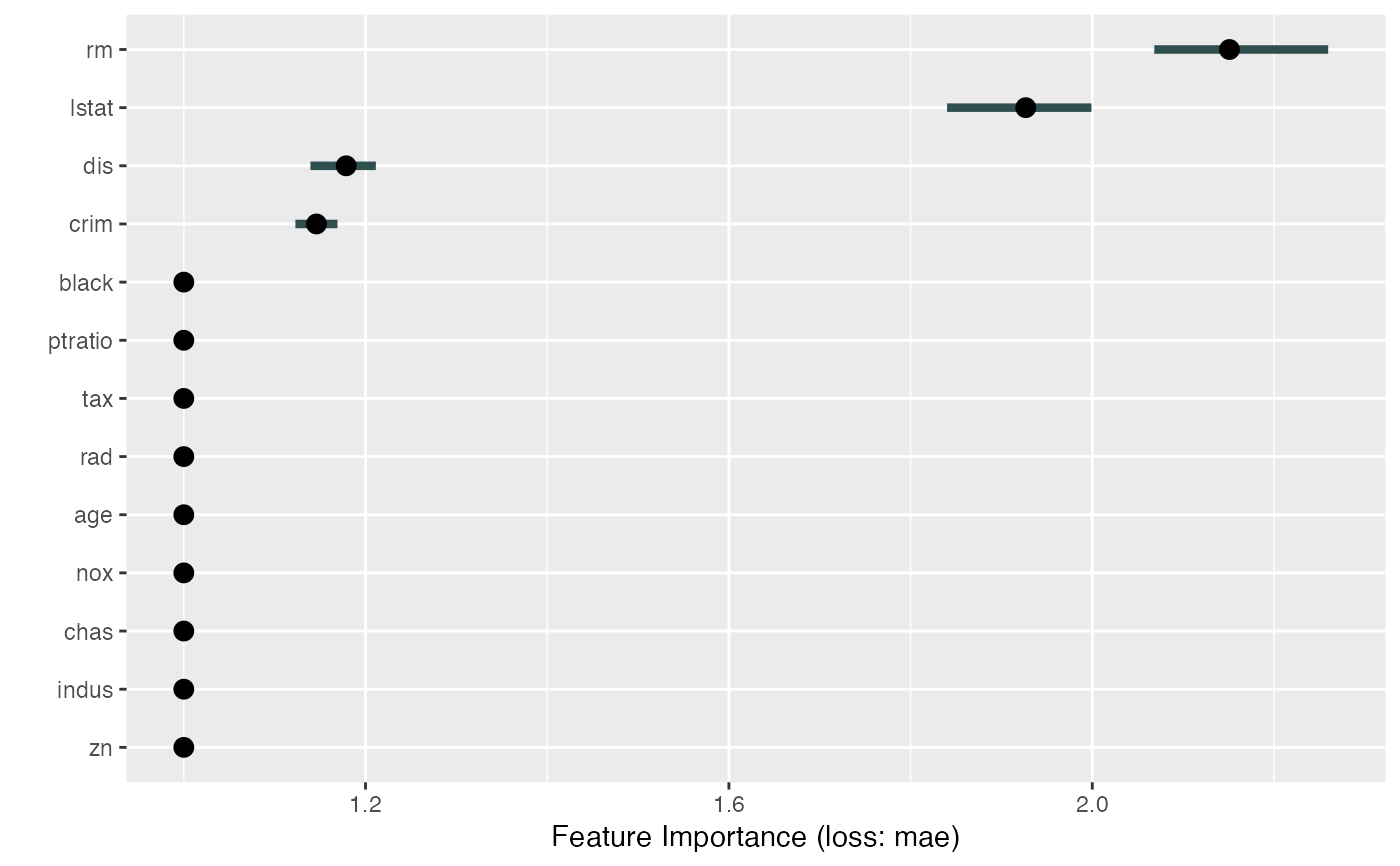 rm
lstat
dis
crim
black
ptratio
tax
rad
age
nox
chas
indus
zn
1.2 1.6 2.0
Feature Importance (loss: mae)